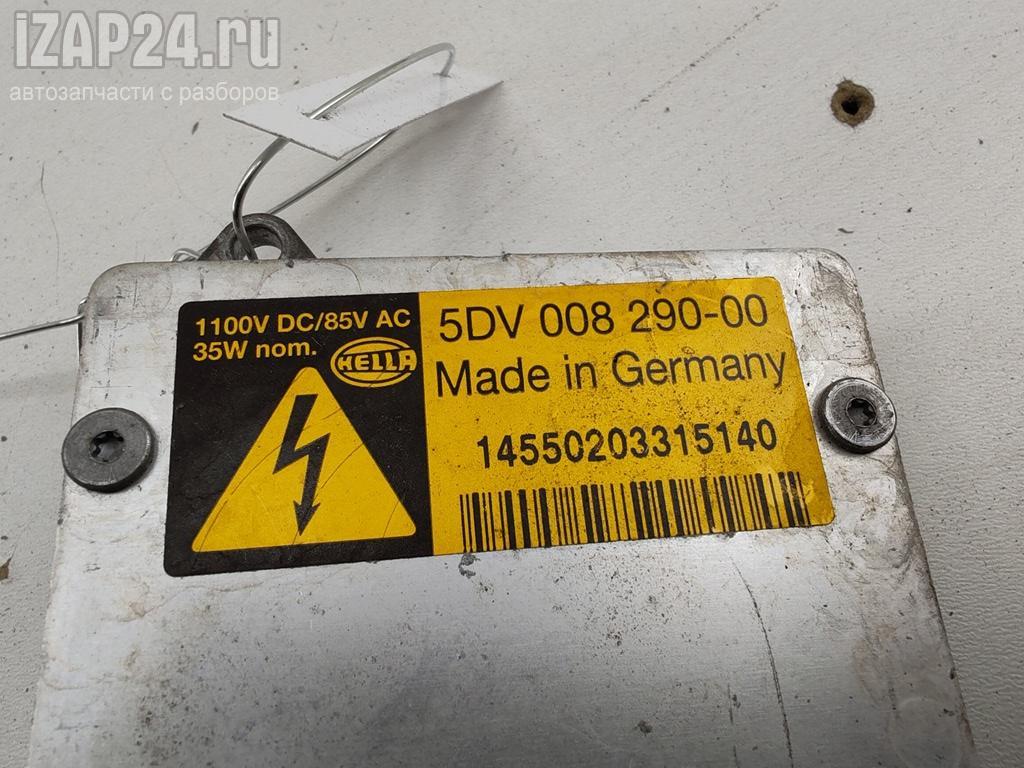 iZAP24.ru
автозапчасти с разборов
1100V DC/85V AC
35W nom.
HELLA
5DV 008 290-00
Made in Germany
14550203315140